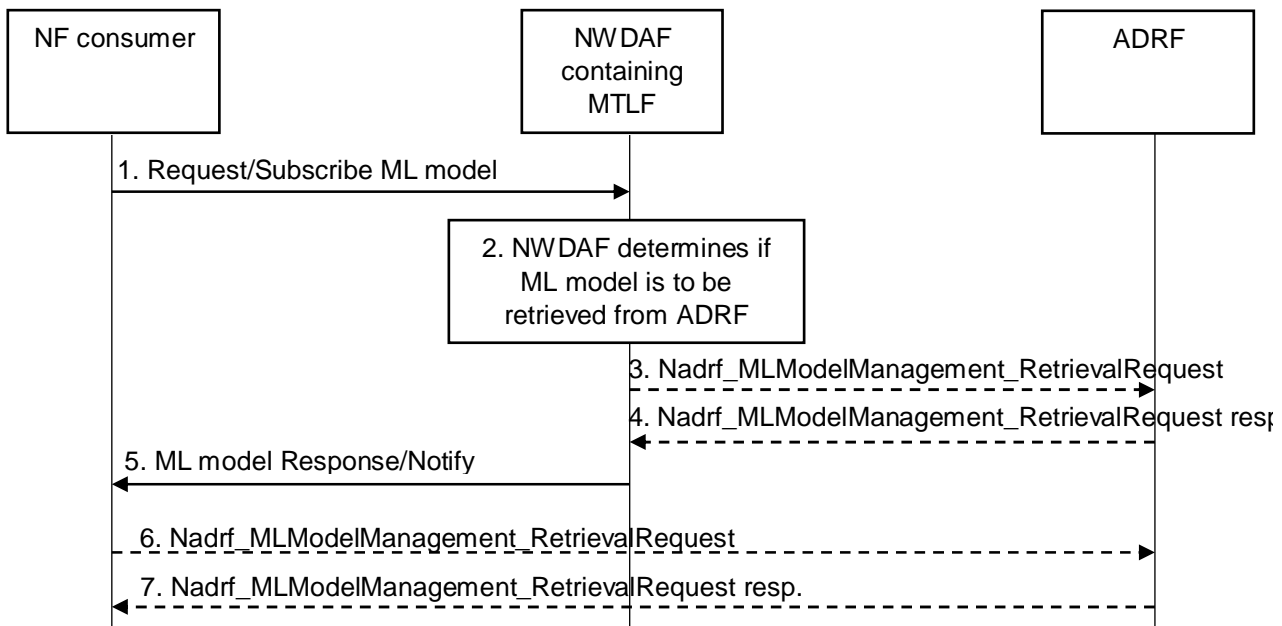 NF consumer
NWDAF
containing
MTLF
ADRF
1. Request/Subscribe ML model
2. NWDAF determines if
ML model is to be
retrieved from ADRF
3. Nadrf_MLModelManagement_RetrievalRequest
4. Nadrf_MLModelManagement_RetrievalRequest resp
5. ML model Response/Notify
6. Nadrf_MLModelManagement_RetrievalRequest
7. Nadrf_MLModelManagement_RetrievalRequest resp.